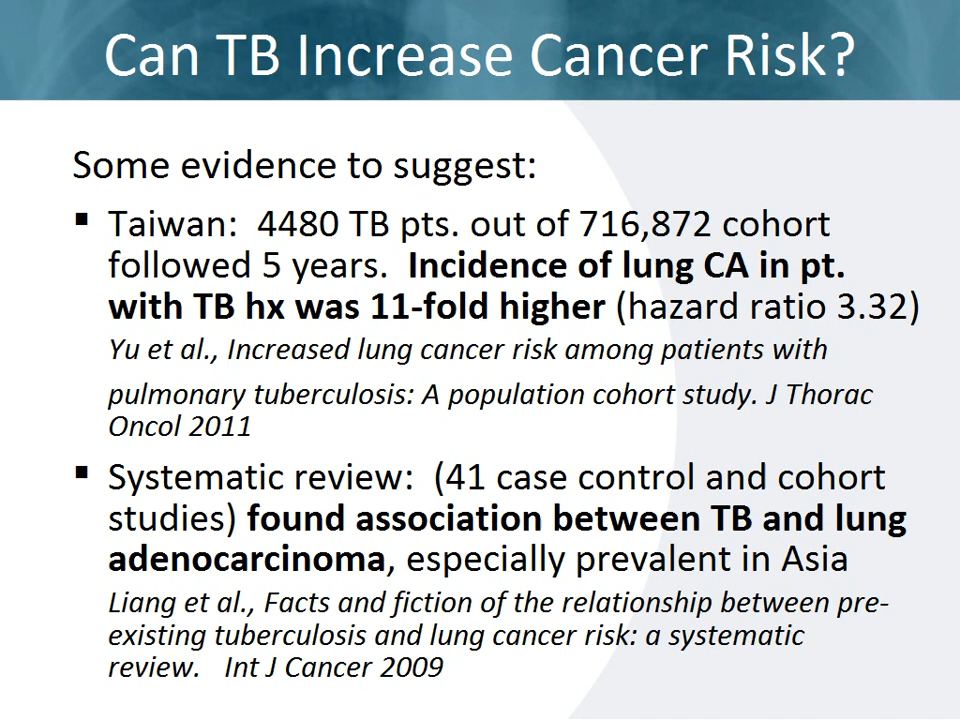 Can TB Increase Cancer Risk?
Some evidence to suggest:
▪ Taiwan:  4480 TB pts. out of 716,872 cohort
followed 5 years.  Incidence of lung CA in pt.
with TB hx was 11-fold higher (hazard ratio 3.32)
Yu et al., Increased lung cancer risk among patients with
pulmonary tuberculosis: A population cohort study. J Thorac
Oncol 2011
▪ Systematic review:  (41 case control and cohort
studies) found association between TB and lung
adenocarcinoma, especially prevalent in Asia
Liang et al., Facts and fiction of the relationship between pre-
existing tuberculosis and lung cancer risk: a systematic
review.   Int J Cancer 2009